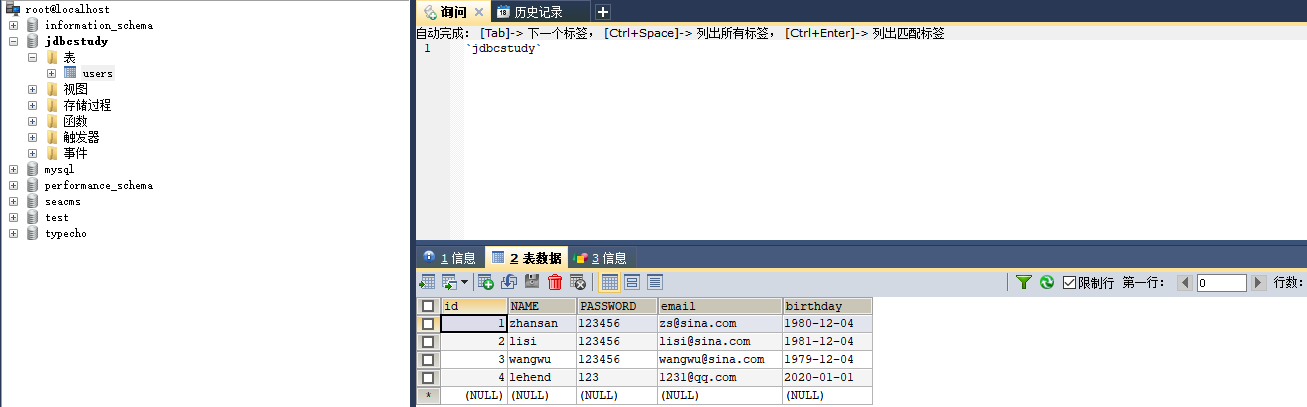 root@localhost
information_schema
jdbcstudy
表
users
视图
存储过程
函数
触发器
事件
mysql
performance_schema
seacms
test
typecho
询问 历史记录
自动完成： [Tab]-> 下一个标签， [Ctrl+Space]-> 列出所有标签， [Ctrl+Enter]-> 列出匹配标签
1 `jdbcstudy`
1 信息 2 表数据 3 信息
限制行 第一行： 0 行数：
id NAME PASSWORD email birthday
1 zhansan 123456 zs@sina.com 1980-12-04
2 lisi 123456 lisi@sina.com 1981-12-04
3 wangwu 123456 wangwu@sina.com 1979-12-04
4 lehend 123 1231@qq.com 2020-01-01
* (NULL) (NULL) (NULL) (NULL) (NULL)